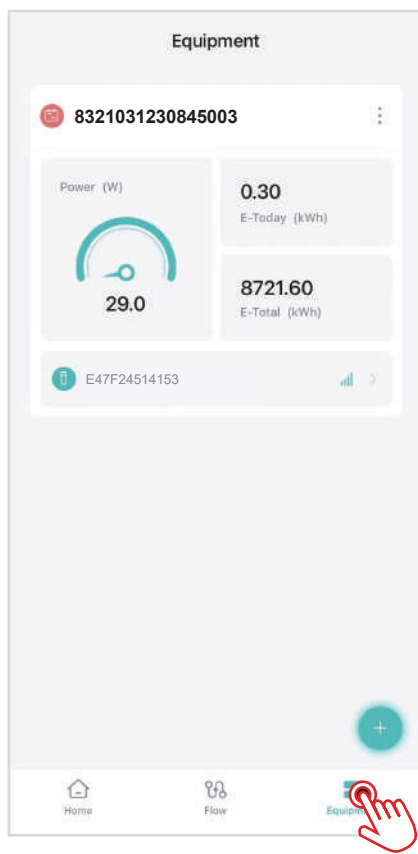 Equipment
8321031230845003
Power (W)
29.0
0.30
E-Today (kWh)
8721.60
E-Total (kWh)
E47F24514153
Home
Flow